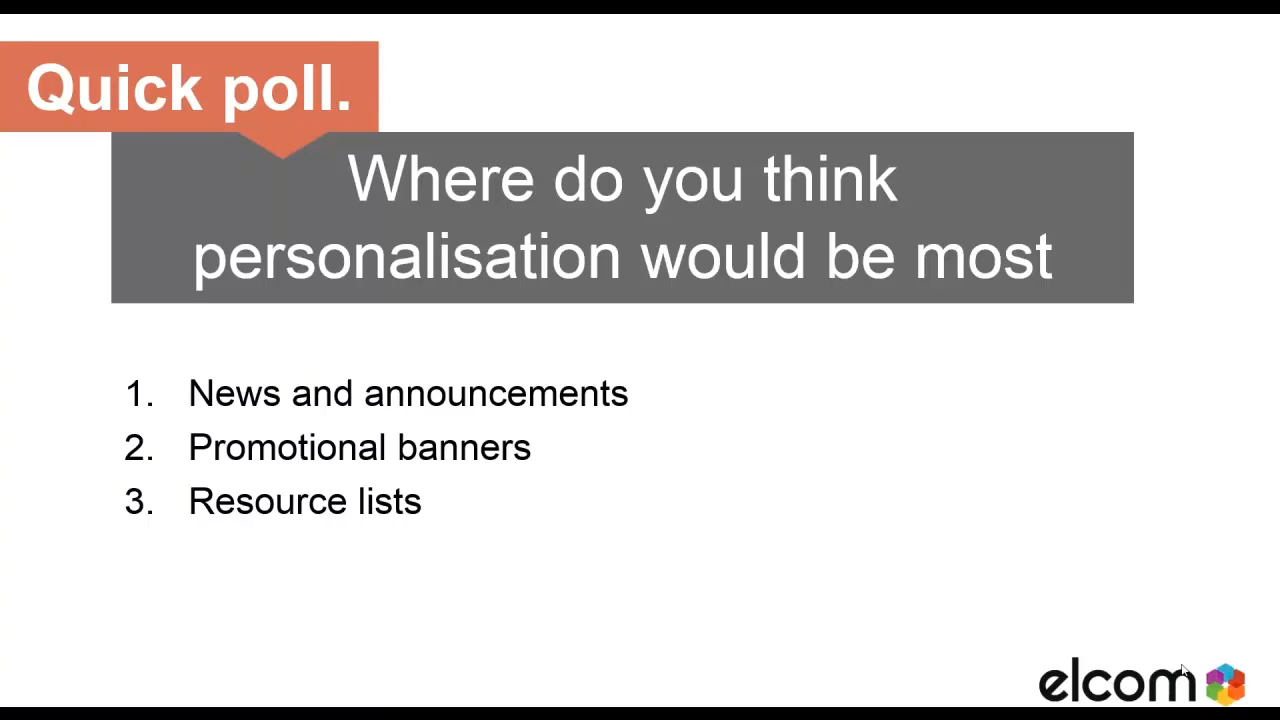 Quick poll.
Where do you think
personalisation would be most
1. News and announcements
2. Promotional banners
3. Resource lists
elcom